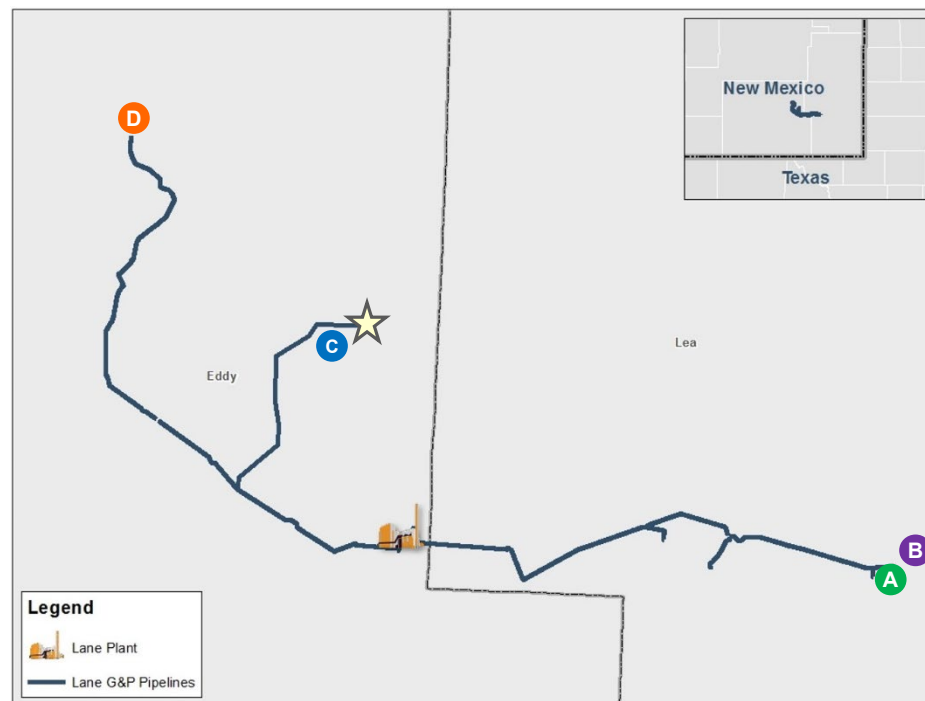 D
New Mexico
Texas
C
Eddy
Lea
B
A
Legend
Lane Plant
Lane G&P Pipelines